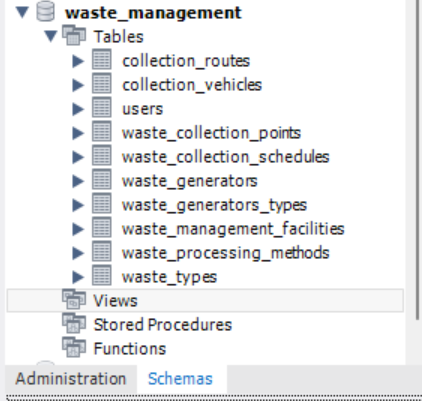 waste_management
Tables
collection_routes
collection_vehicles
users
waste_collection_points
waste_collection_schedules
waste_generators
waste_generators_types
waste_management_facilities
waste_processing_methods
waste_types
Views
Stored Procedures
Functions
Administration Schemas